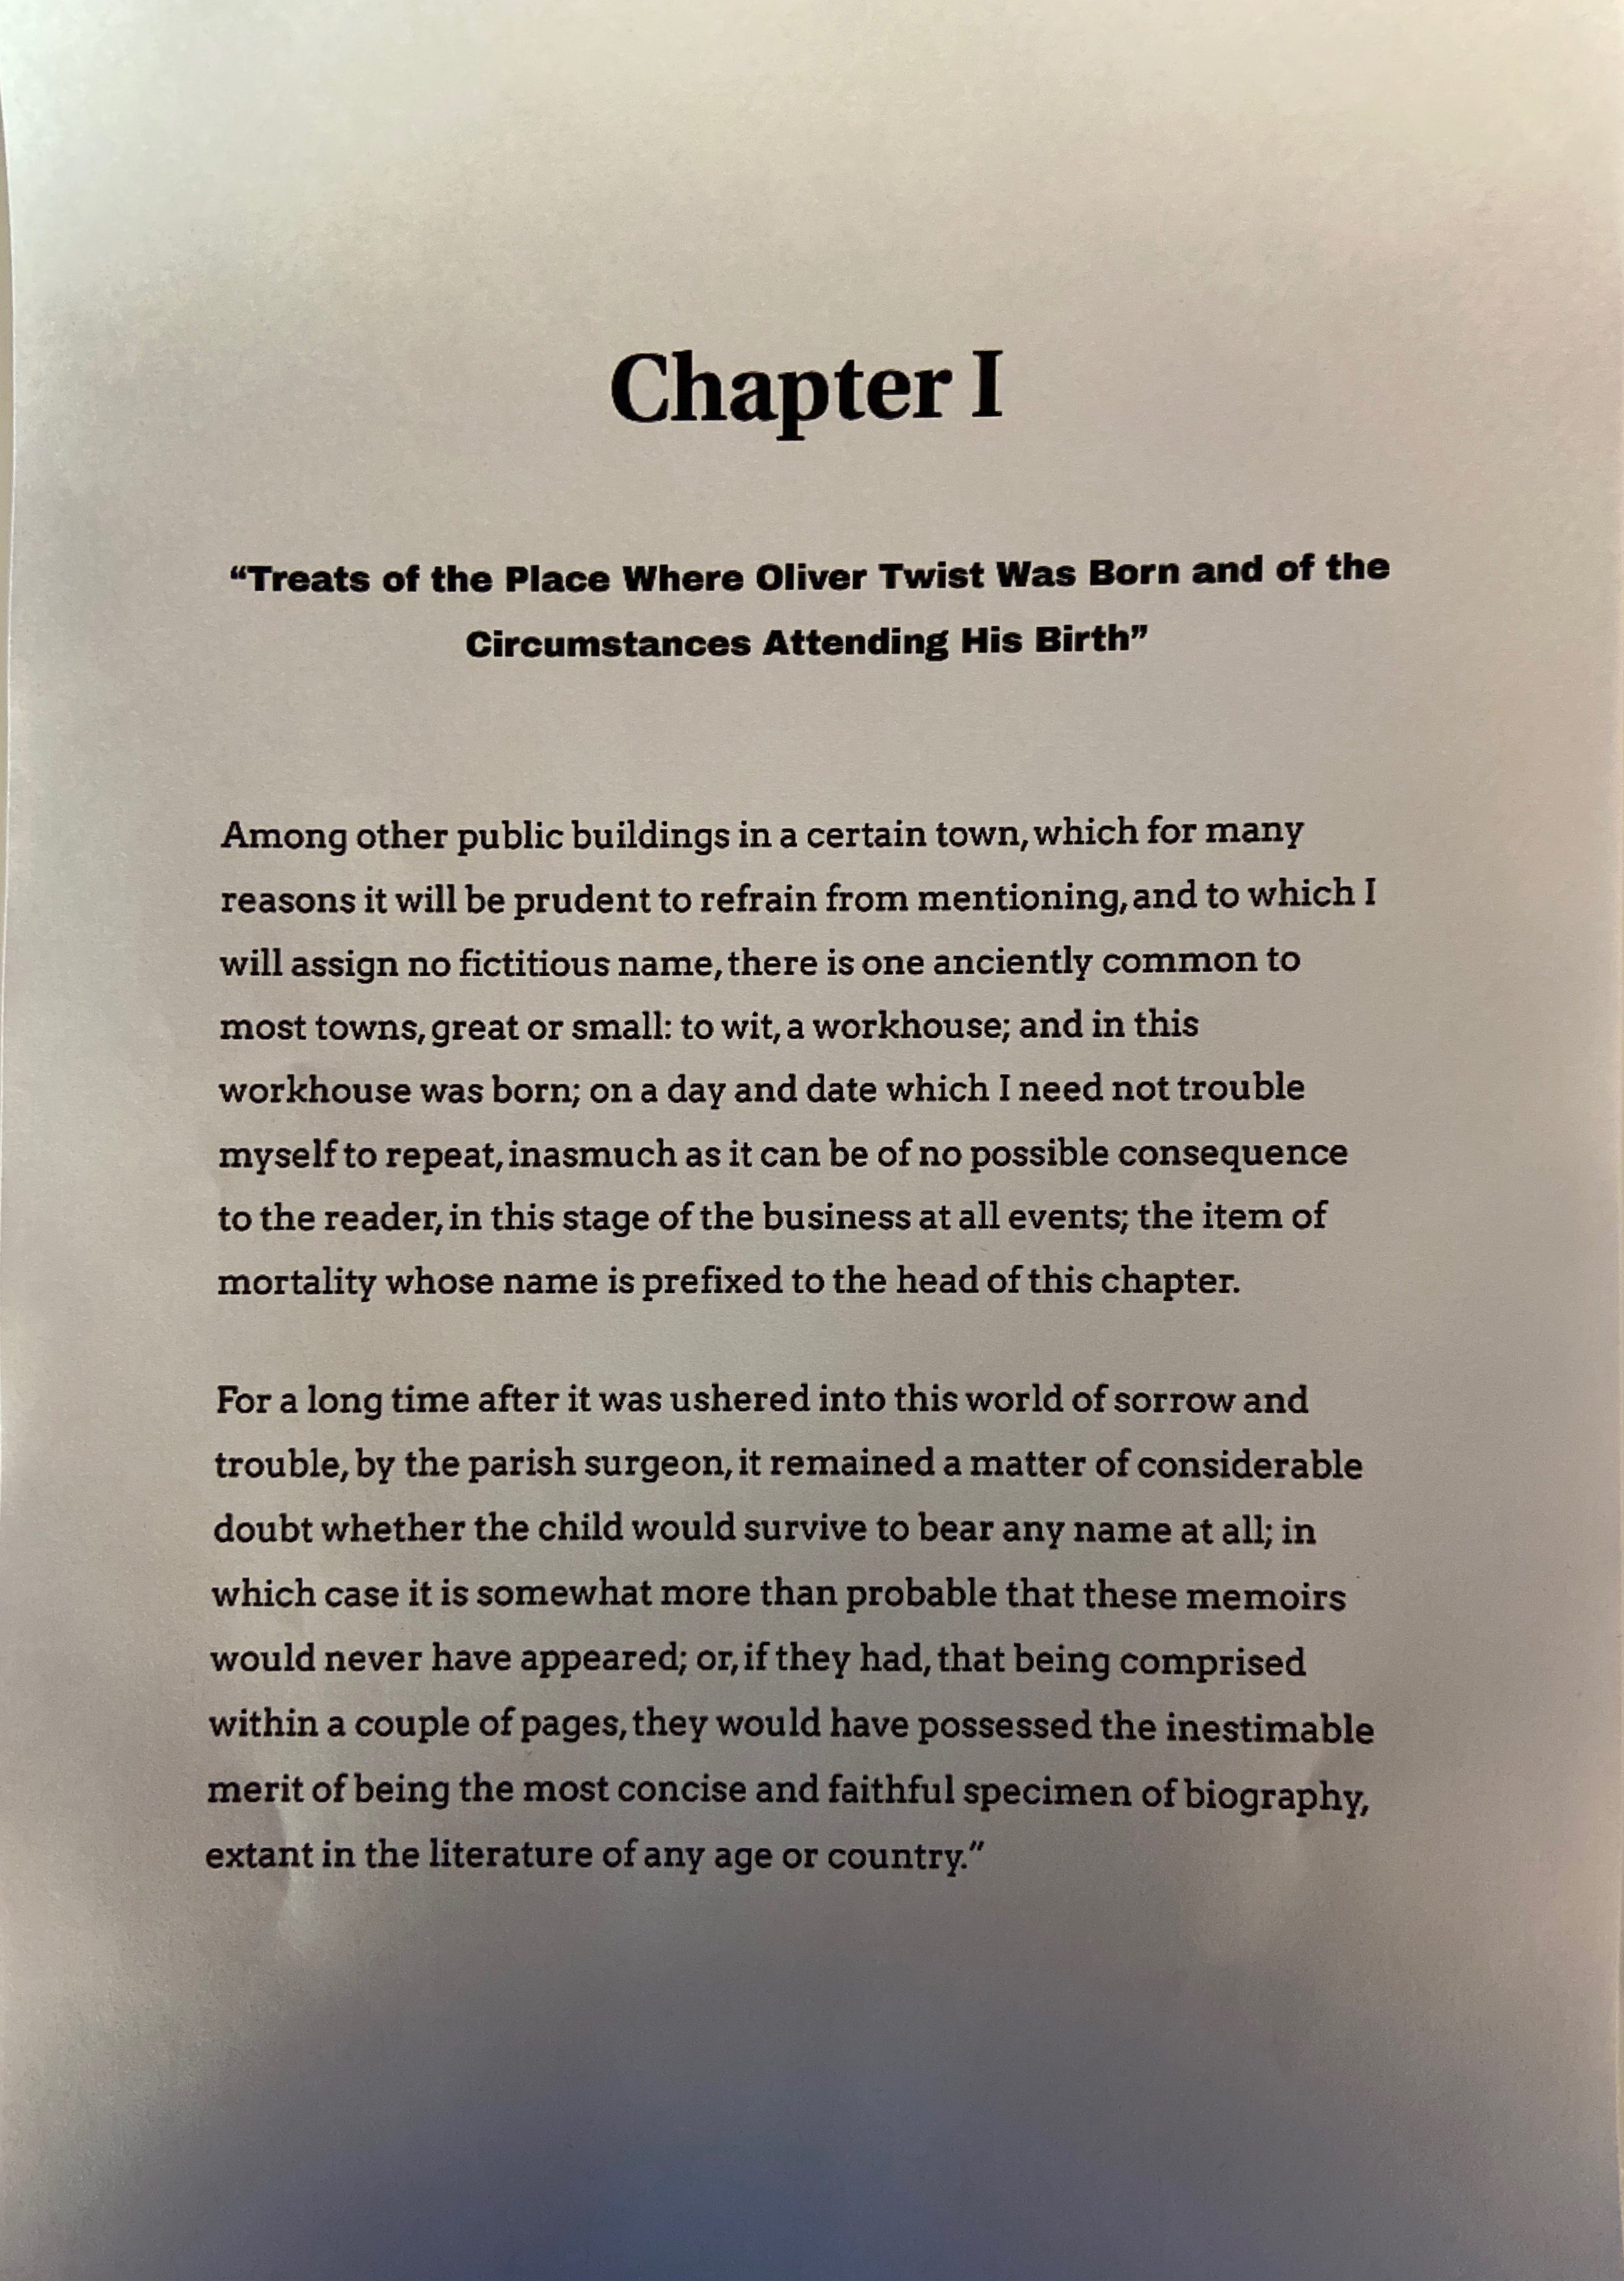 Chapter I
“Treats of the Place Where Oliver Twist Was Born and of the
Circumstances Attending His Birth”
Among other public buildings in a certain town, which for many
reasons it will be prudent to refrain from mentioning, and to which I
will assign no fictitious name, there is one anciently common to
most towns, great or small: to wit, a workhouse; and in this
workhouse was born; on a day and date which I need not trouble
myself to repeat, inasmuch as it can be of no possible consequence
to the reader, in this stage of the business at all events; the item of
mortality whose name is prefixed to the head of this chapter.
For a long time after it was ushered into this world of sorrow and
trouble, by the parish surgeon, it remained a matter of considerable
doubt whether the child would survive to bear any name at all; in
which case it is somewhat more than probable that these memoirs
would never have appeared; or, if they had, that being comprised
within a couple of pages, they would have possessed the inestimable
merit of being the most concise and faithful specimen of biography,
extant in the literature of any age or country.”